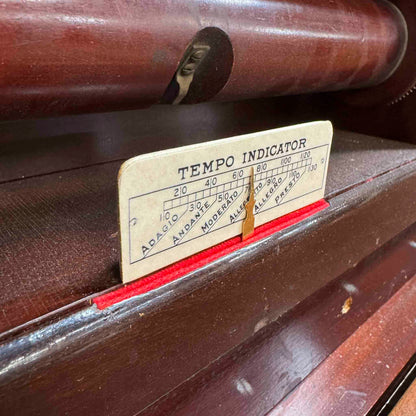 TEMPO INDICATOR
20 40 60 80 100 120
10 30 50 70 90 110 130
ADAGIO ANDANTE MODERATO ALLEGRETTO ALLEGRO PRESTO